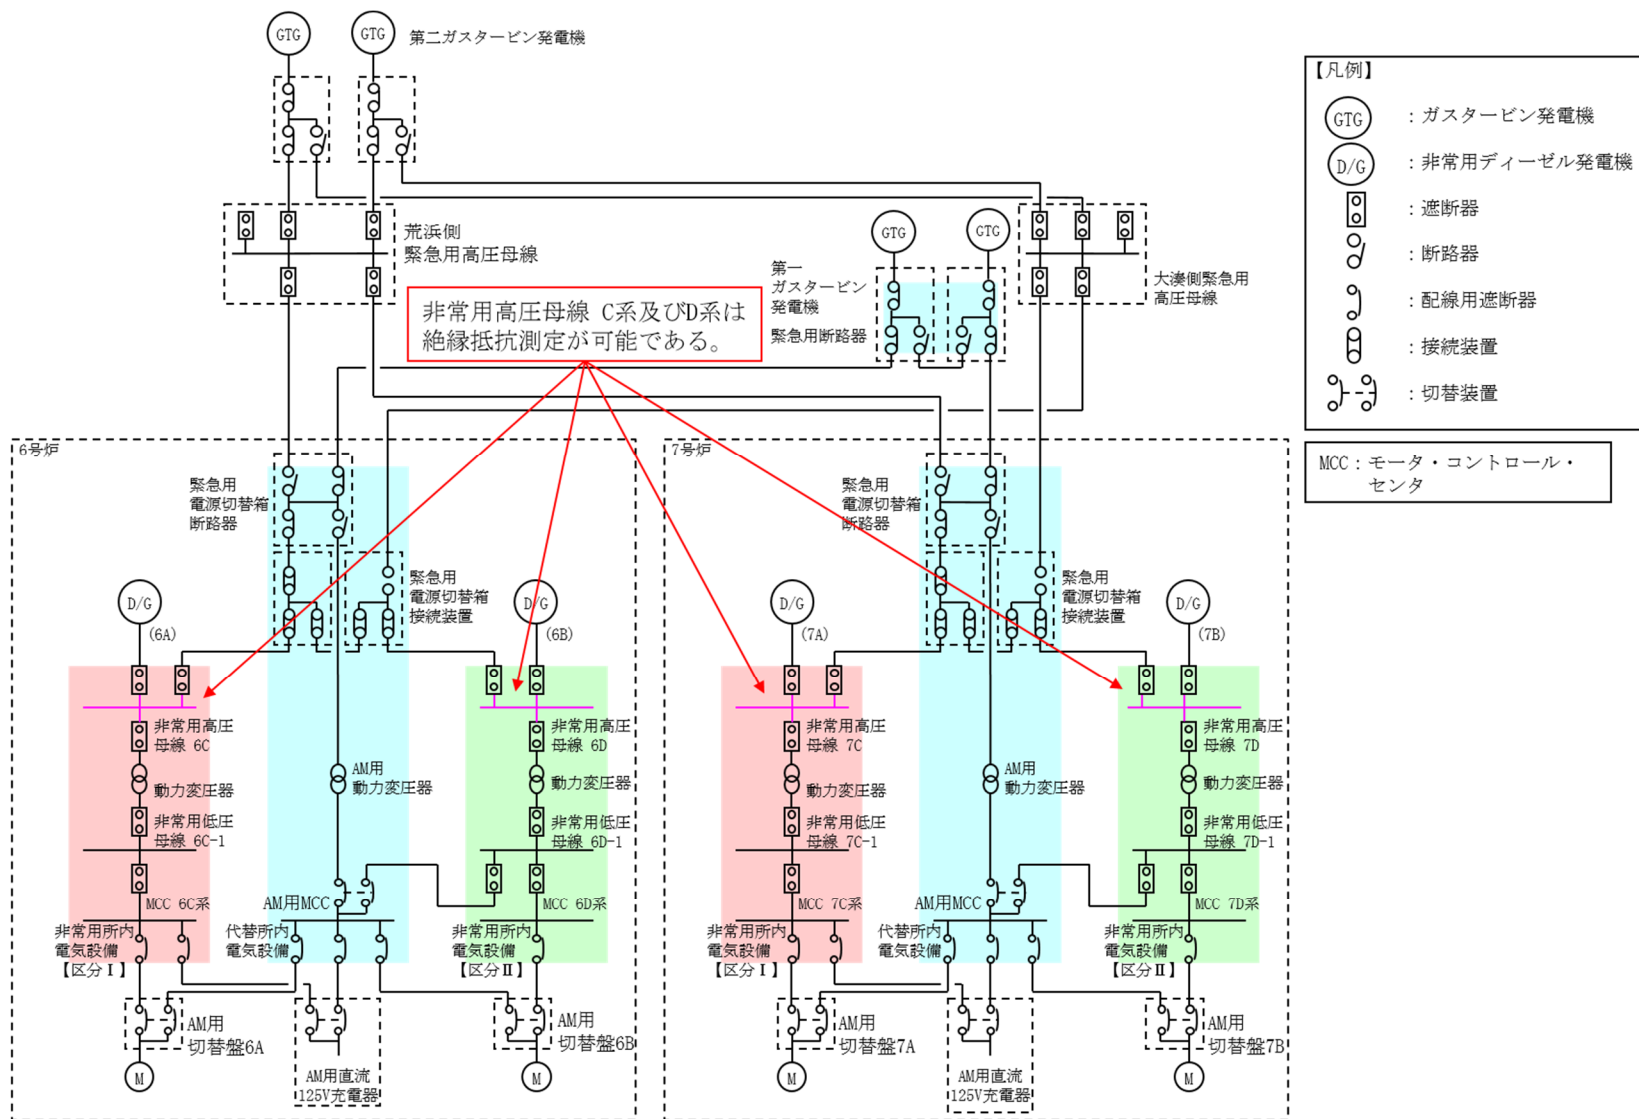 GTG
GTG
第二ガスタービン発電機
荒浜側
緊急用高圧母線
GTG
GTG
第一
ガスタービン
発電機
緊急用断路器
大湊側緊急用
高圧母線
非常用高圧母線 C系及びD系は
絶縁抵抗測定が可能である。
【凡例】
GTG
：ガスタービン発電機
D/G
：非常用ディーゼル発電機
：遮断器
：断路器
：配線用遮断器
：接続装置
：切替装置
MCC：モータ・コントロール・
センタ
6号炉
緊急用
電源切替箱
断路器
緊急用
電源切替箱
接続装置
D/G
(6A)
D/G
(6B)
非常用高圧
母線 6C
動力変圧器
非常用低圧
母線 6C-1
MCC 6C系
非常用所内
電気設備
【区分Ⅰ】
AM用
動力変圧器
AM用MCC
代替所内
電気設備
非常用高圧
母線 6D
動力変圧器
非常用低圧
母線 6D-1
MCC 6D系
非常用所内
電気設備
【区分Ⅱ】
AM用
切替盤6A
M
AM用直流
125V充電器
AM用
切替盤6B
M
7号炉
緊急用
電源切替箱
断路器
緊急用
電源切替箱
接続装置
D/G
(7A)
D/G
(7B)
非常用高圧
母線 7C
動力変圧器
非常用低圧
母線 7C-1
MCC 7C系
非常用所内
電気設備
【区分Ⅰ】
AM用
動力変圧器
AM用MCC
代替所内
電気設備
非常用高圧
母線 7D
動力変圧器
非常用低圧
母線 7D-1
MCC 7D系
非常用所内
電気設備
【区分Ⅱ】
AM用
切替盤7A
M
AM用直流
125V充電器
AM用
切替盤7B
M